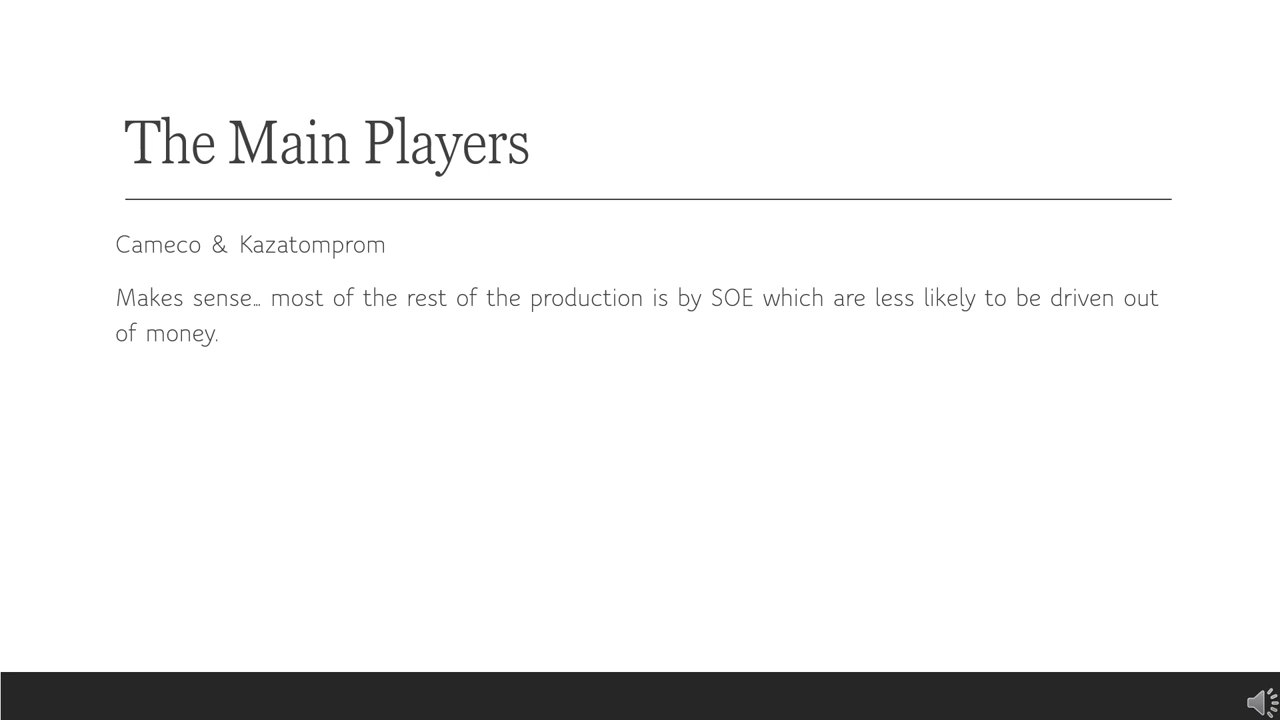 The Main Players
Cameco & Kazatomprom
Makes sense… most of the rest of the production is by SOE which are less likely to be driven out
of money.